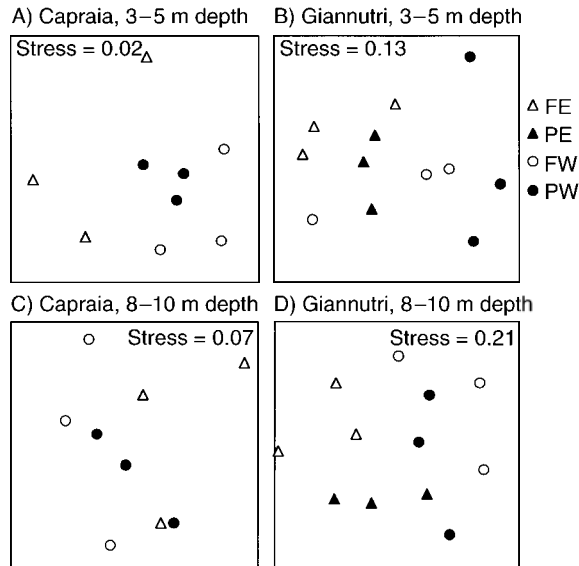 A) Capraia, 3–5 m depth
Stress = 0.02
B) Giannutri, 3–5 m depth
Stress = 0.13
FE
PE
FW
PW
C) Capraia, 8–10 m depth
Stress = 0.07
D) Giannutri, 8–10 m depth
Stress = 0.21